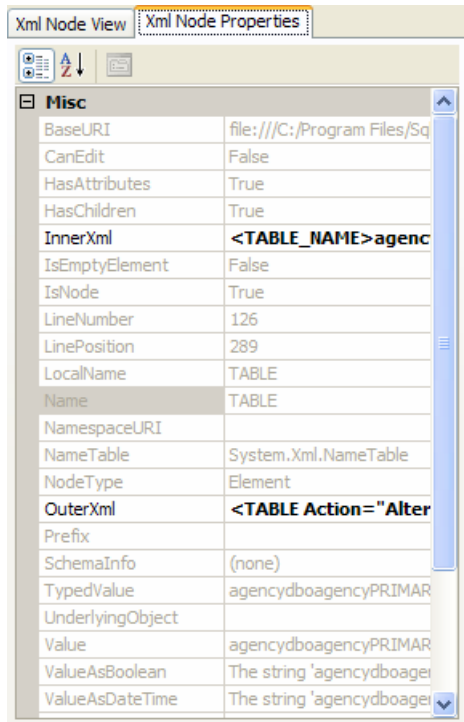 Xml Node View Xml Node Properties
A Z
Misc
BaseURI file:///C:/Program Files/Sq
CanEdit False
HasAttributes True
HasChildren True
InnerXml <TABLE_NAME>agenc
IsEmptyElement False
IsNode True
LineNumber 126
LinePosition 289
LocalName TABLE
Name TABLE
NamespaceURI
NameTable System.Xml.NameTable
NodeType Element
OuterXml <TABLE Action="Alter
Prefix
SchemaInfo (none)
TypedValue agencydboagencyPRIMAR
UnderlyingObject
Value agencydboagencyPRIMAR
ValueAsBoolean The string 'agencydboager
ValueAsDateTime The string 'agencydboager